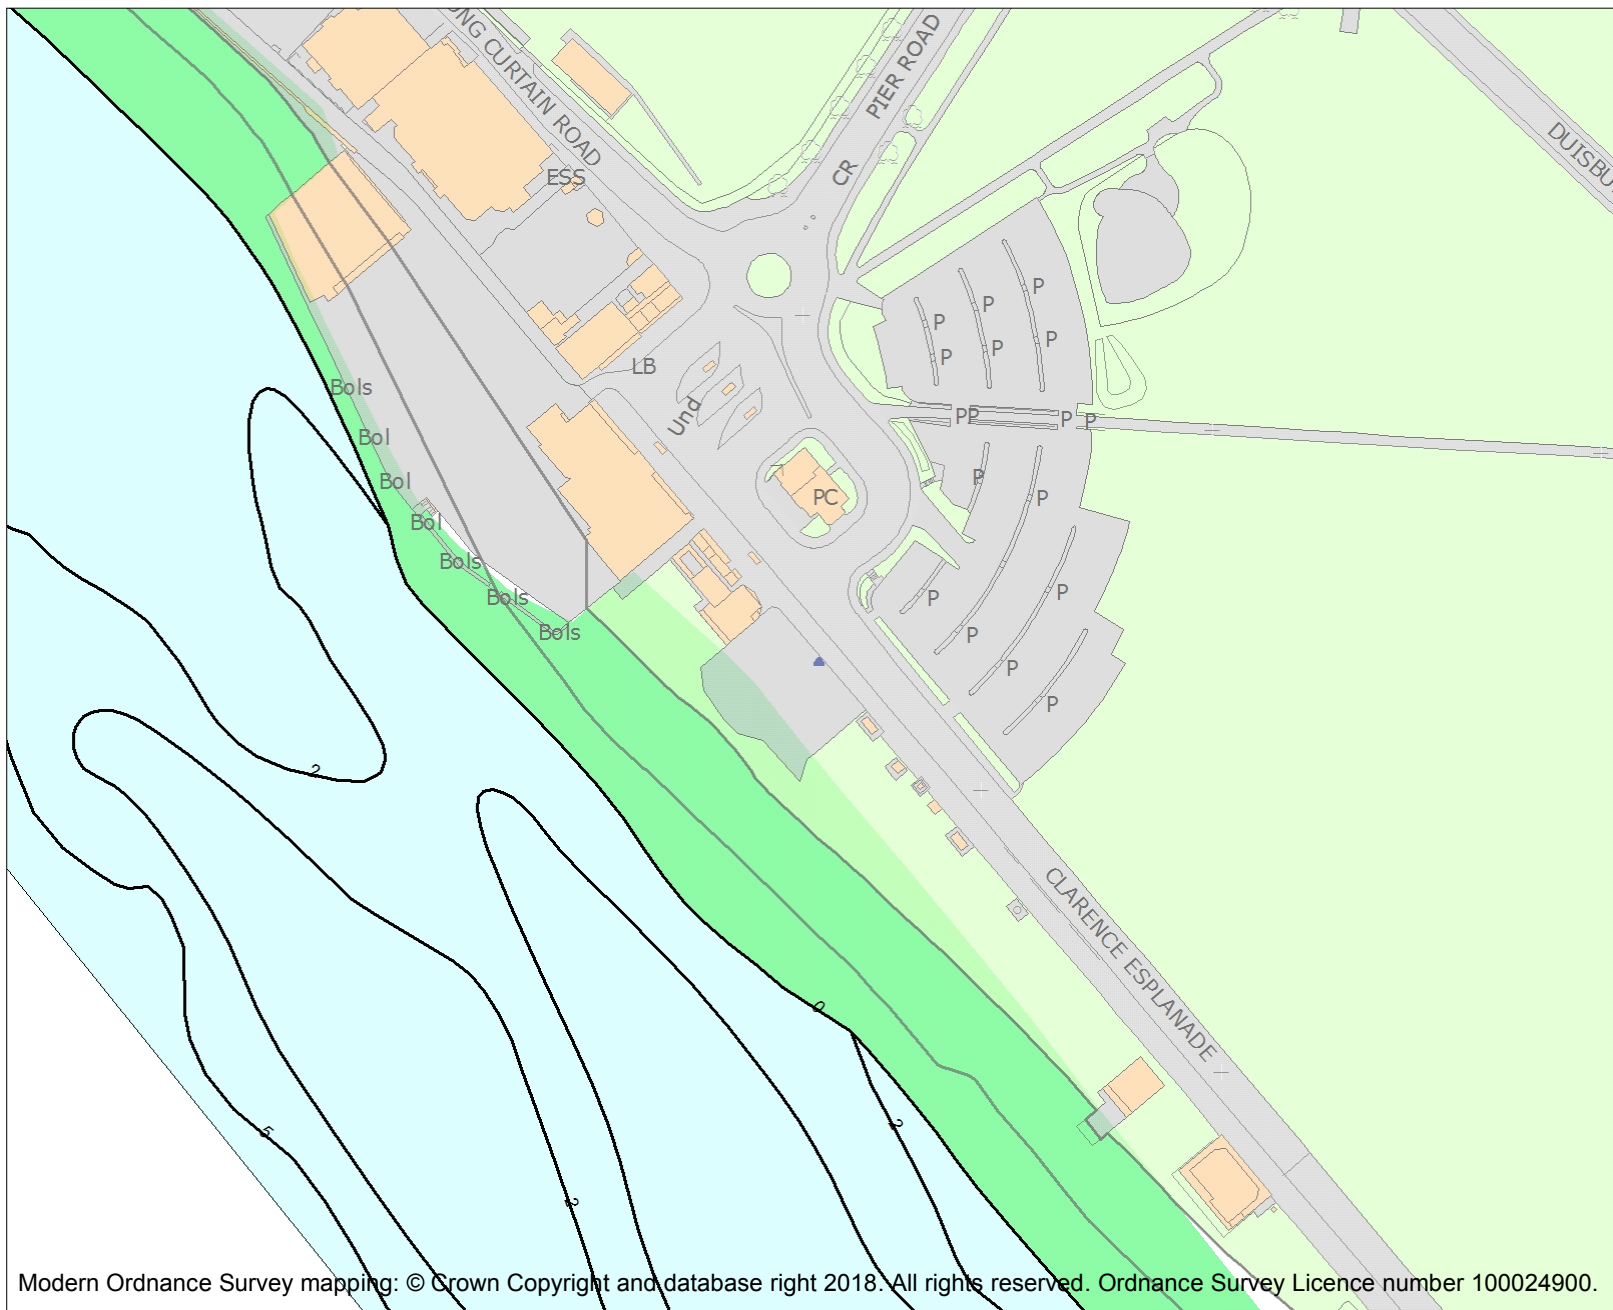 ONG CURTAIN ROAD
PIER ROAD
DUISBU
ESS
CR
P
P
P
P
P
P
LB
Bols
Und
PP
P
P
Bol
P
Bol
PC
P
Bol
Bols
P
P
Bols
Bols
P
P
P
2
CLARENCE ESPLANADE
0
5
2
2
Modern Ordnance Survey mapping: © Crown Copyright and database right 2018. All rights reserved. Ordnance Survey Licence number 100024900.